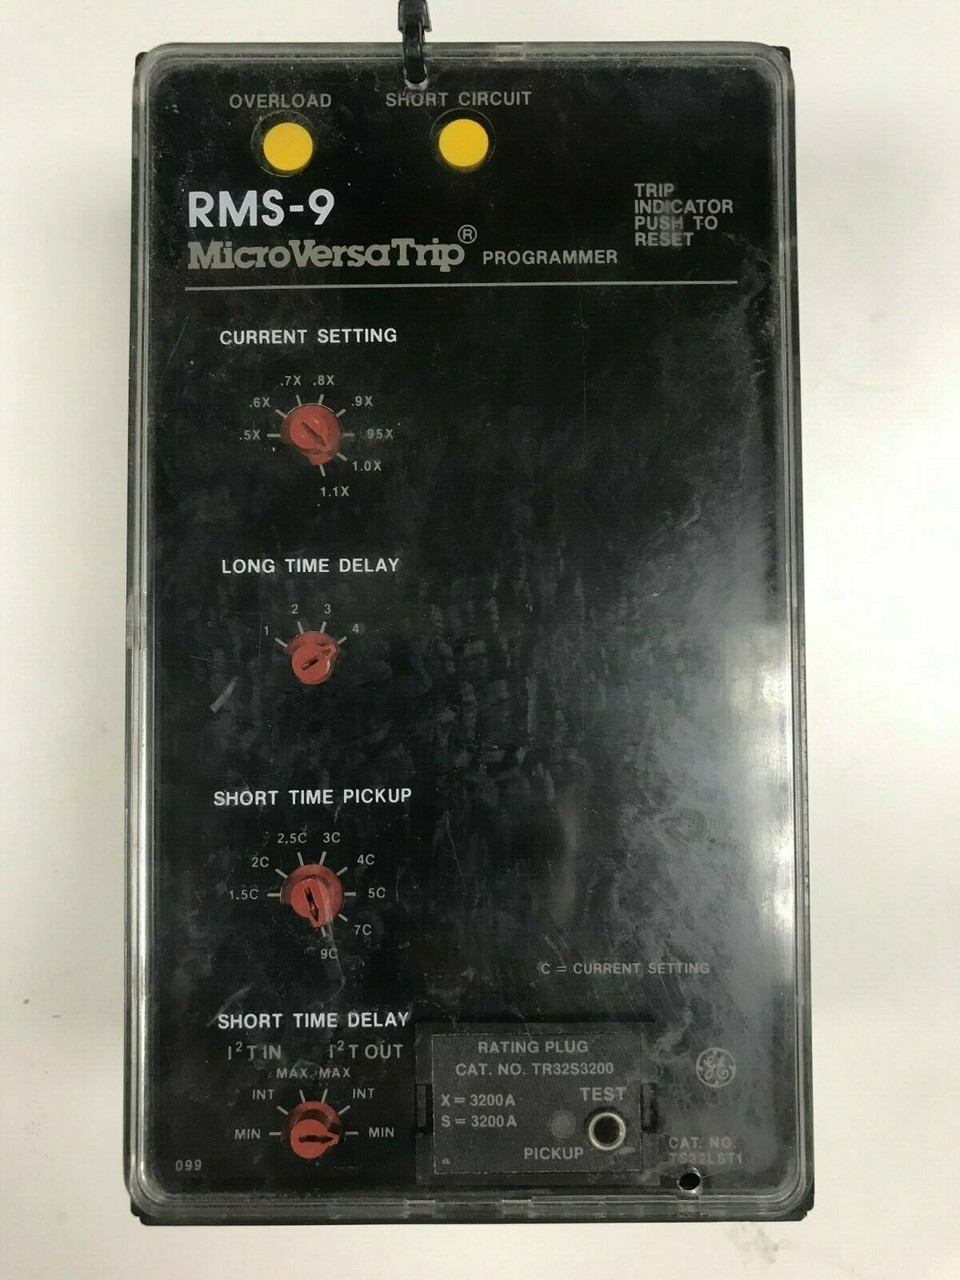 OVERLOAD SHORT CIRCUIT
RMS-9
MicroVersaTrip® PROGRAMMER
TRIP
INDICATOR
PUSH TO
RESET
CURRENT SETTING
.7X .8X
.6X .9X
.5X .95X
1.0X
1.1X
LONG TIME DELAY
2 3
1 4
SHORT TIME PICKUP
2.5C 3C
2C 4C
1.5C 5C
7C
9C
C = CURRENT SETTING
SHORT TIME DELAY
I²T IN I²T OUT
MAX MAX
INT INT
MIN MIN
099
RATING PLUG
CAT. NO. TR32S3200
X = 3200A
S = 3200A
TEST
PICKUP
GE
CAT. NO.
TS32LST1